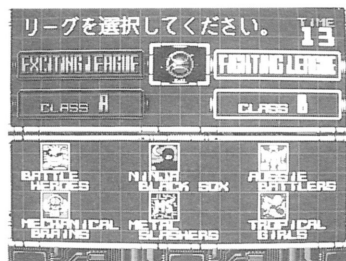 リーグを選択してください。
TIME
13
EXCITING LEAGUE
FIGHTING LEAGUE
CLASS A
CLASS B
BATTLE HEROES
NINJA BLACK SOX
AUSSIE BATTLERS
MECHANICAL BRAINS
METAL SLASHERS
TROPICAL GIRLS